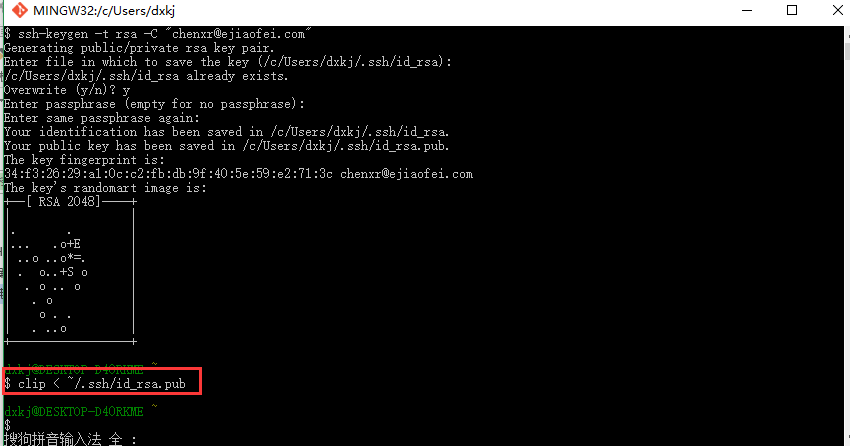 MINGW32:/c/Users/dxkj
$ ssh-keygen -t rsa -C "chenxr@ejiaofei.com"
Generating public/private rsa key pair.
Enter file in which to save the key (/c/Users/dxkj/.ssh/id_rsa):
/c/Users/dxkj/.ssh/id_rsa already exists.
Overwrite (y/n)? y
Enter passphrase (empty for no passphrase):
Enter same passphrase again:
Your identification has been saved in /c/Users/dxkj/.ssh/id_rsa.
Your public key has been saved in /c/Users/dxkj/.ssh/id_rsa.pub.
The key fingerprint is:
34:f3:26:29:a1:0c:c2:fb:db:9f:40:5e:59:e2:71:3c chenxr@ejiaofei.com
The key's randomart image is:
+--[ RSA 2048]----+
|                 |
|.       .        |
|...   .o+E       |
| ..o ..o*=.      |
| .  o..+S o      |
|  . o .. o       |
|   . o           |
|    o . .        |
|   . ..o         |
+-----------------+
dxkj@DESKTOP-D4ORKME ~
$ clip < ~/.ssh/id_rsa.pub
dxkj@DESKTOP-D4ORKME ~
$
搜狗拼音输入法 全 :